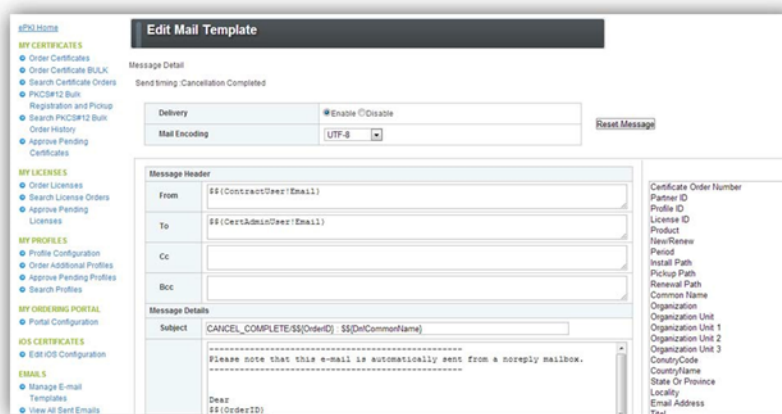 ePKI Home
MY CERTIFICATES
Order Certificates
Order Certificate BULK
Search Certificate Orders
PKCS#12 Bulk
Registration and Pickup
Search PKCS#12 Bulk
Order History
Approve Pending
Certificates
MY LICENSES
Order Licenses
Search License Orders
Approve Pending
Licenses
MY PROFILES
Profile Configuration
Order Additional Profiles
Approve Pending Profiles
Search Profiles
MY ORDERING PORTAL
Portal Configuration
iOS CERTIFICATES
Edit iOS Configuration
EMAILS
Manage E-mail
Templates
View All Sent Emails
Edit Mail Template
Message Detail
Send timing :Cancellation Completed
Delivery
Enable Disable
Mail Encoding
UTF-8
Reset Message
Message Header
From
$${ContractUser!Email}
To
$${CertAdminUser!Email}
Cc
Bcc
Message Details
Subject
CANCEL_COMPLETE/$${OrderID} : $${Dn!CommonName}
--------------------------------------------------
Please note that this e-mail is automatically sent from a noreply mailbox.
--------------------------------------------------
Dear
$${OrderID}
Certificate Order Number
Partner ID
Profile ID
License ID
Product
New/Renew
Period
Install Path
Pickup Path
Renewal Path
Common Name
Organization
Organization Unit
Organization Unit 1
Organization Unit 2
Organization Unit 3
ConutryCode
CountryName
State Or Province
Locality
Email Address
Titel